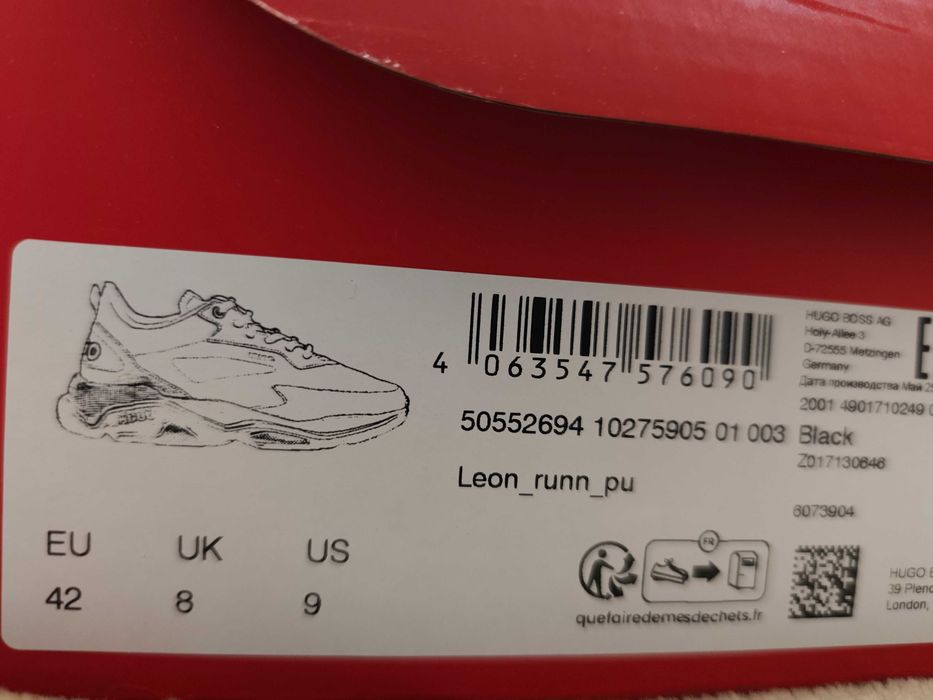 4 063547 576090
50552694 10275905 01 003 Black
Leon_runn_pu
HUGO BOSS AG
Holy-Allee 3
D-72555 Metzingen
Germany
Дата производства Май
2001 4901710249
Z017130646
6073904
EU UK US
42 8 9
FR
quefairedemesdechets.fr
HUGO
London,